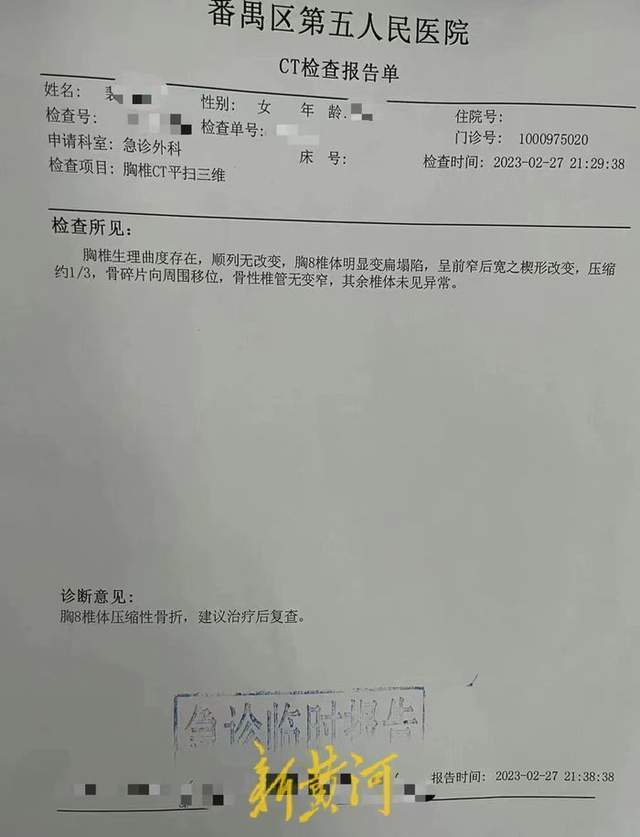 番禺区第五人民医院
CT检查报告单
姓名:
性别: 女 年 龄: 住院号:
检查号: 检查单号: 门诊号: 1000975020
申请科室: 急诊外科 床 号: 检查时间: 2023-02-27 21:29:38
检查项目: 胸椎CT平扫三维
检查所见:
胸椎生理曲度存在，顺列无改变，胸8椎体明显变扁塌陷，呈前窄后宽之楔形改变，压缩
约1/3，骨碎片向周围移位，骨性椎管无变窄，其余椎体未见异常。
诊断意见:
胸8椎体压缩性骨折，建议治疗后复查。
急诊临时报告
新黄河
报告时间: 2023-02-27 21:38:38